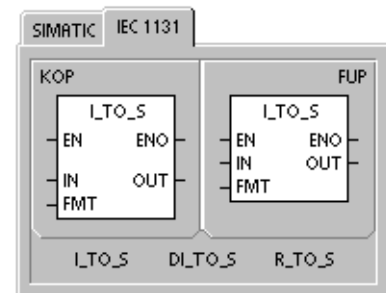 SIMATIC IEC 1131
KOP FUP
I_TO_S I_TO_S
EN ENO EN ENO
IN OUT IN OUT
FMT FMT
I_TO_S DI_TO_S R_TO_S